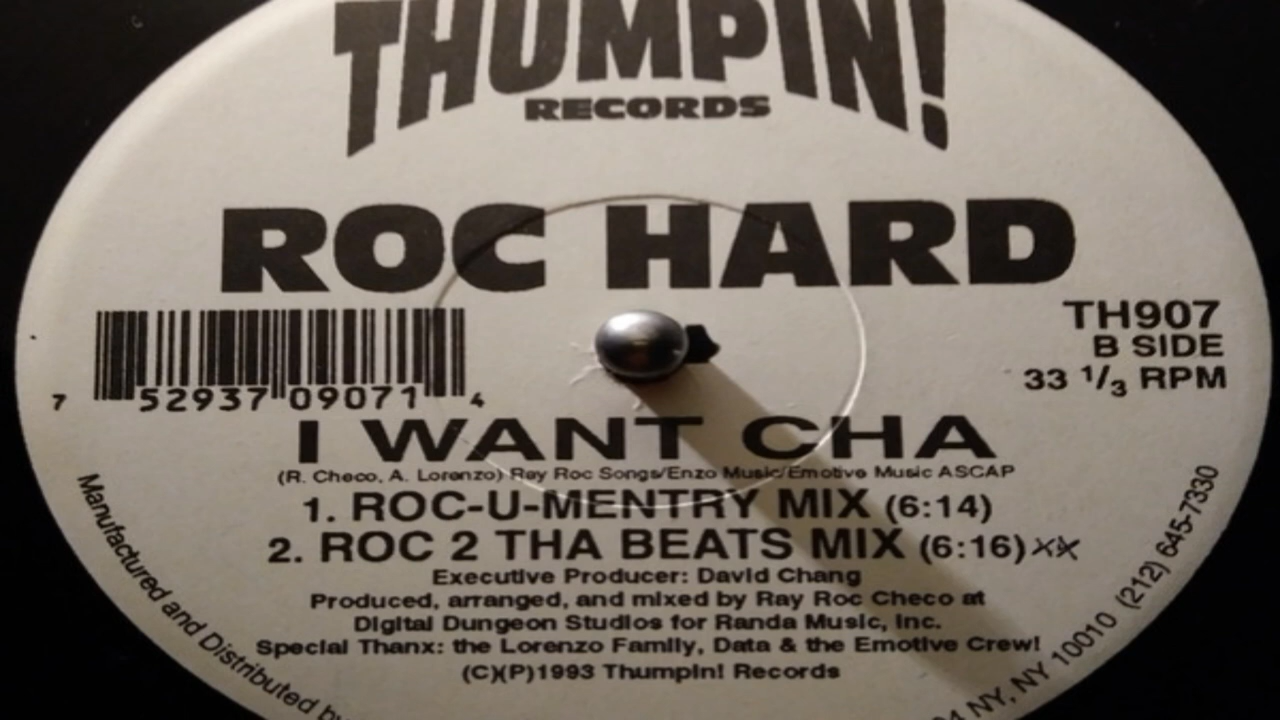 THUMPIN!
RECORDS
ROC HARD
TH907
B SIDE
33 1/3 RPM
7 52937 09071 4
I WANT CHA
(R. Checo, A. Lorenzo) Ray Roc Songs/Enzo Music/Emotive Music ASCAP
1. ROC-U-MENTRY MIX (6:14)
2. ROC 2 THA BEATS MIX (6:16) XX
Executive Producer: David Chang
Produced, arranged, and mixed by Ray Roc Checo at
Digital Dungeon Studios for Randa Music, Inc.
Special Thanx: the Lorenzo Family, Data & the Emotive Crew!
(C)(P)1993 Thumpin! Records
Manufactured and Distributed by
NY, NY 10010 (212) 645-7330